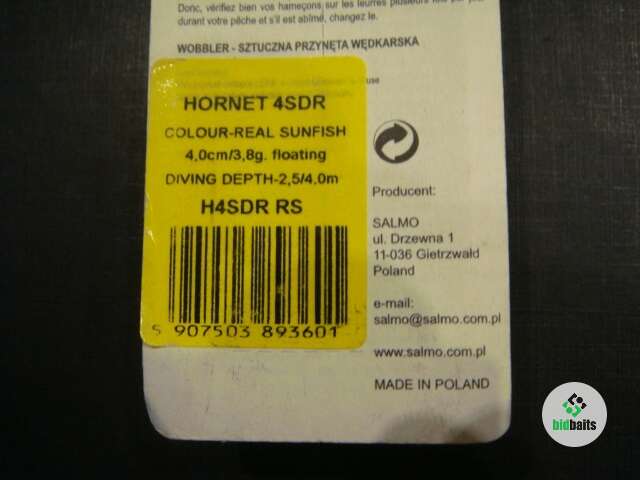 Donc, vérifiez bien vos hameçons sur les leurres plusieurs fois par
durant votre pêche et s'il est abîmé, changez le.
WOBBLER - SZTUCZNA PRZYNĘTA WĘDKARSKA
HORNET 4SDR
COLOUR-REAL SUNFISH
4,0cm/3,8g. floating
DIVING DEPTH-2,5/4.0m
H4SDR RS
5 907503 893601
Producent:
SALMO
ul. Drzewna 1
11-036 Gietrzwałd
Poland
e-mail:
salmo@salmo.com.pl
www.salmo.com.pl
MADE IN POLAND
bidbaits